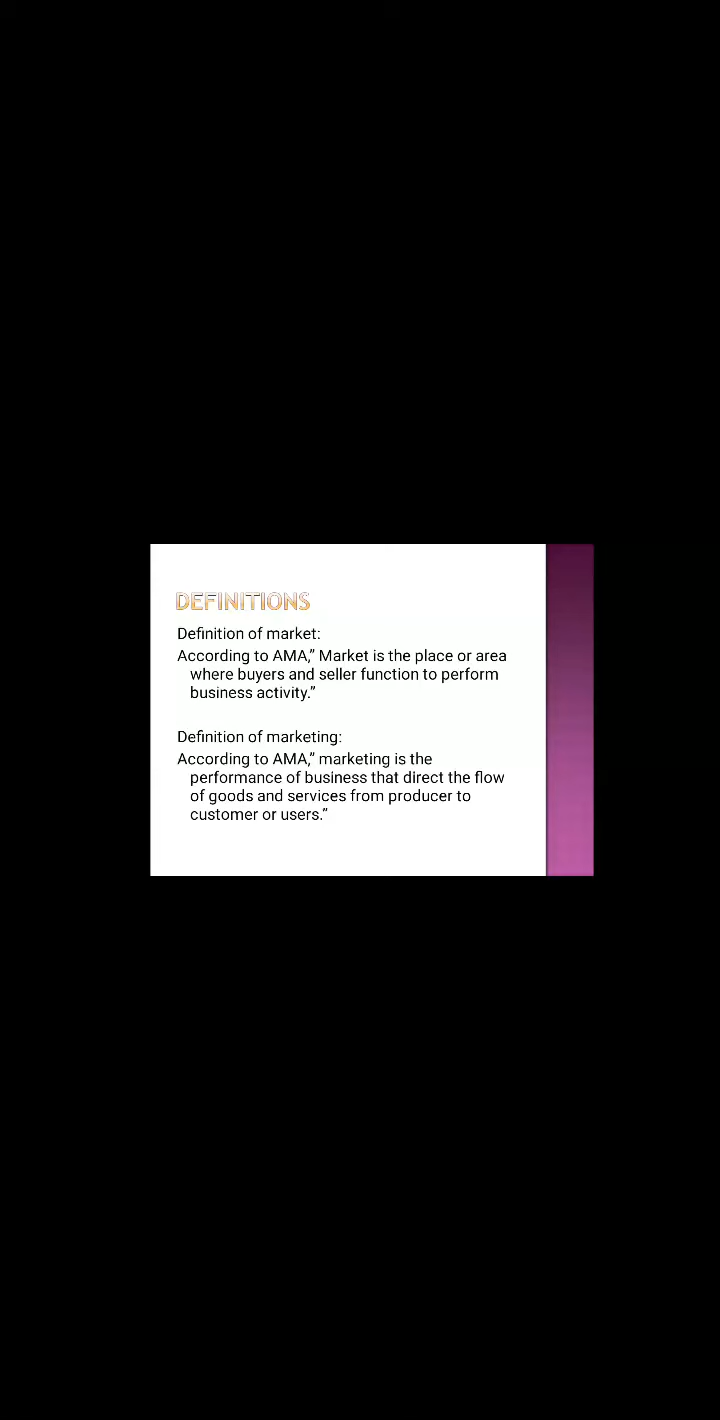 DEFINITIONS
Definition of market:
According to AMA,” Market is the place or area
where buyers and seller function to perform
business activity.”
Definition of marketing:
According to AMA,” marketing is the
performance of business that direct the flow
of goods and services from producer to
customer or users.”